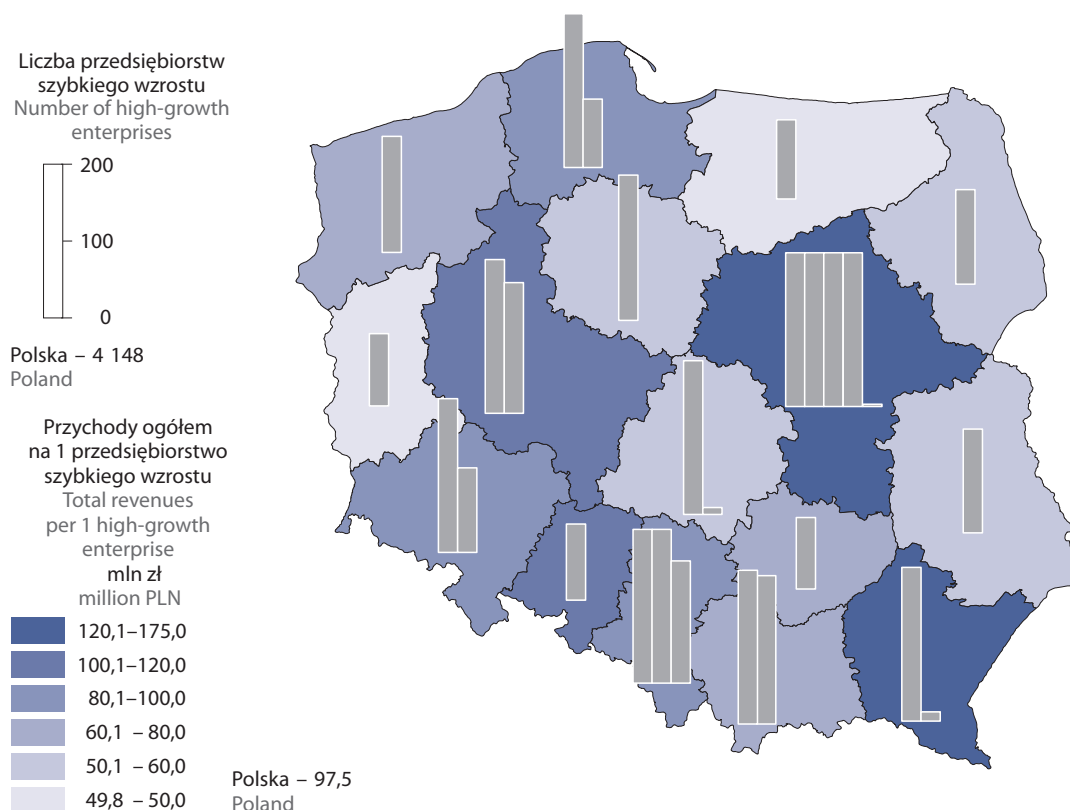 Liczba przedsiębiorstw
szybkiego wzrostu
Number of high-growth
enterprises
200
100
0
Polska – 4 148
Poland
Przychody ogółem
na 1 przedsiębiorstwo
szybkiego wzrostu
Total revenues
per 1 high-growth
enterprise
mln zł
million PLN
120,1–175,0
100,1–120,0
80,1–100,0
60,1 – 80,0
50,1 – 60,0
49,8 – 50,0
Polska – 97,5
Poland